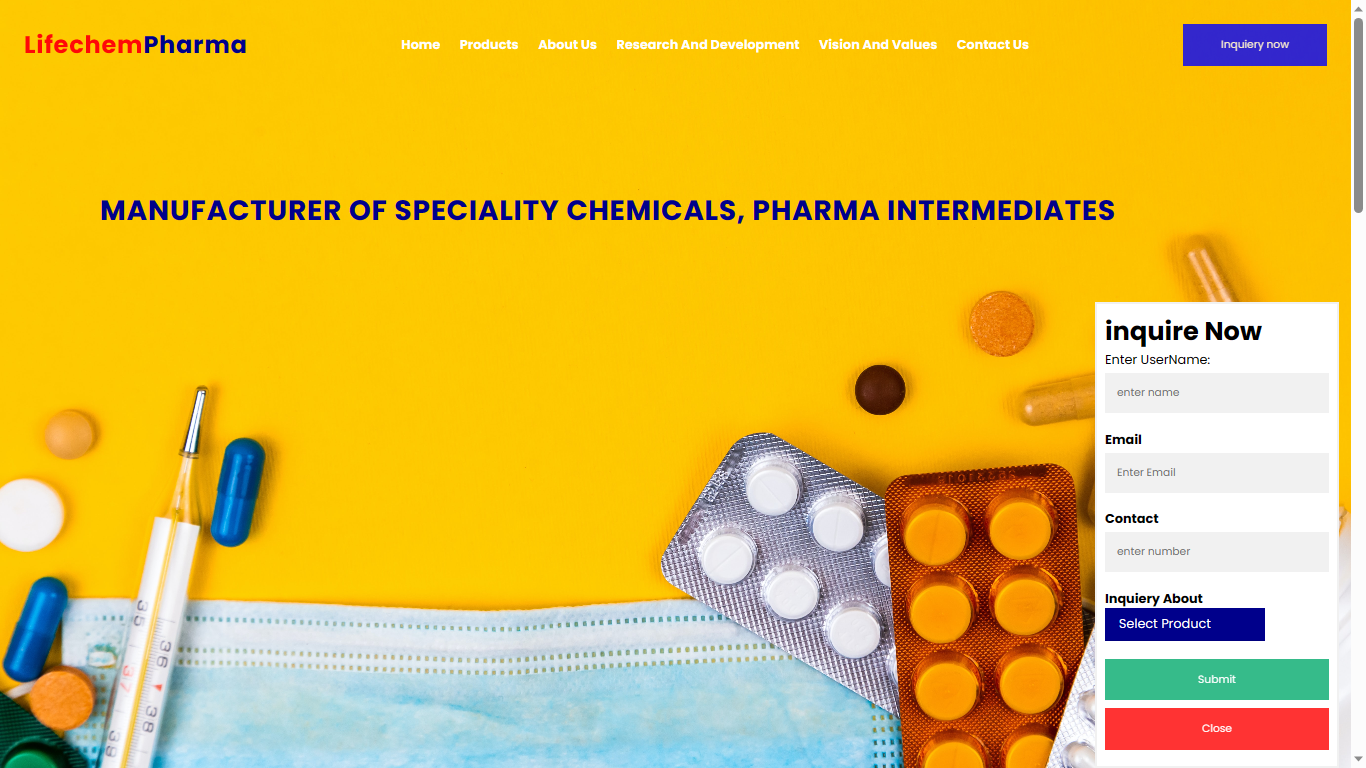 LifechemPharma
Home Products About Us Research And Development Vision And Values Contact Us
Inquiery now
MANUFACTURER OF SPECIALITY CHEMICALS, PHARMA INTERMEDIATES
inquire Now
Enter UserName:
enter name
Email
Enter Email
Contact
enter number
Inquiery About
Select Product
Submit
Close
35
36
37
38
38
39